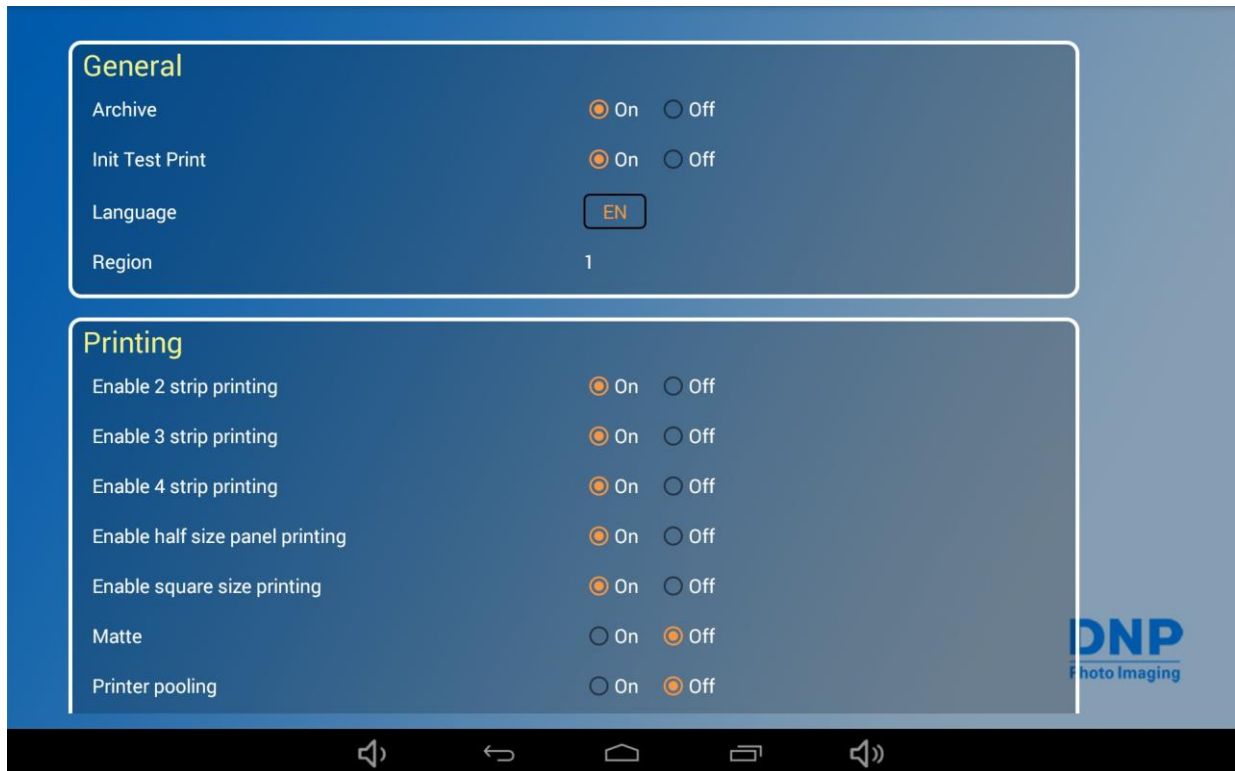 General
Archive On Off
Init Test Print On Off
Language EN
Region 1
Printing
Enable 2 strip printing On Off
Enable 3 strip printing On Off
Enable 4 strip printing On Off
Enable half size panel printing On Off
Enable square size printing On Off
Matte On Off
Printer pooling On Off
DNP
Photo Imaging